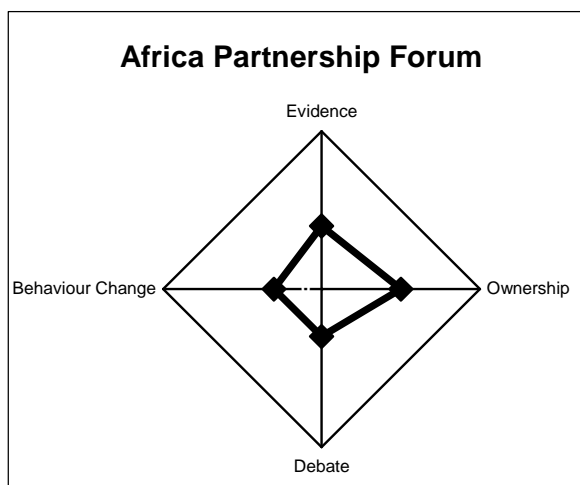 Africa Partnership Forum
Evidence
Behaviour Change
Ownership
Debate